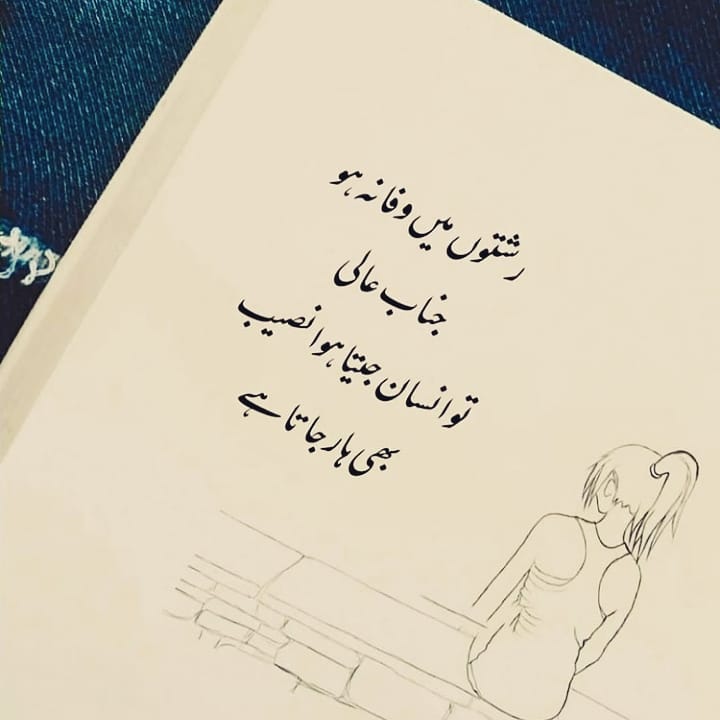 رشتوں میں وفا نہ ہو
جناب عالی
تو انسان جیتا ہوا نصیب
بھی ہار جاتا ہے